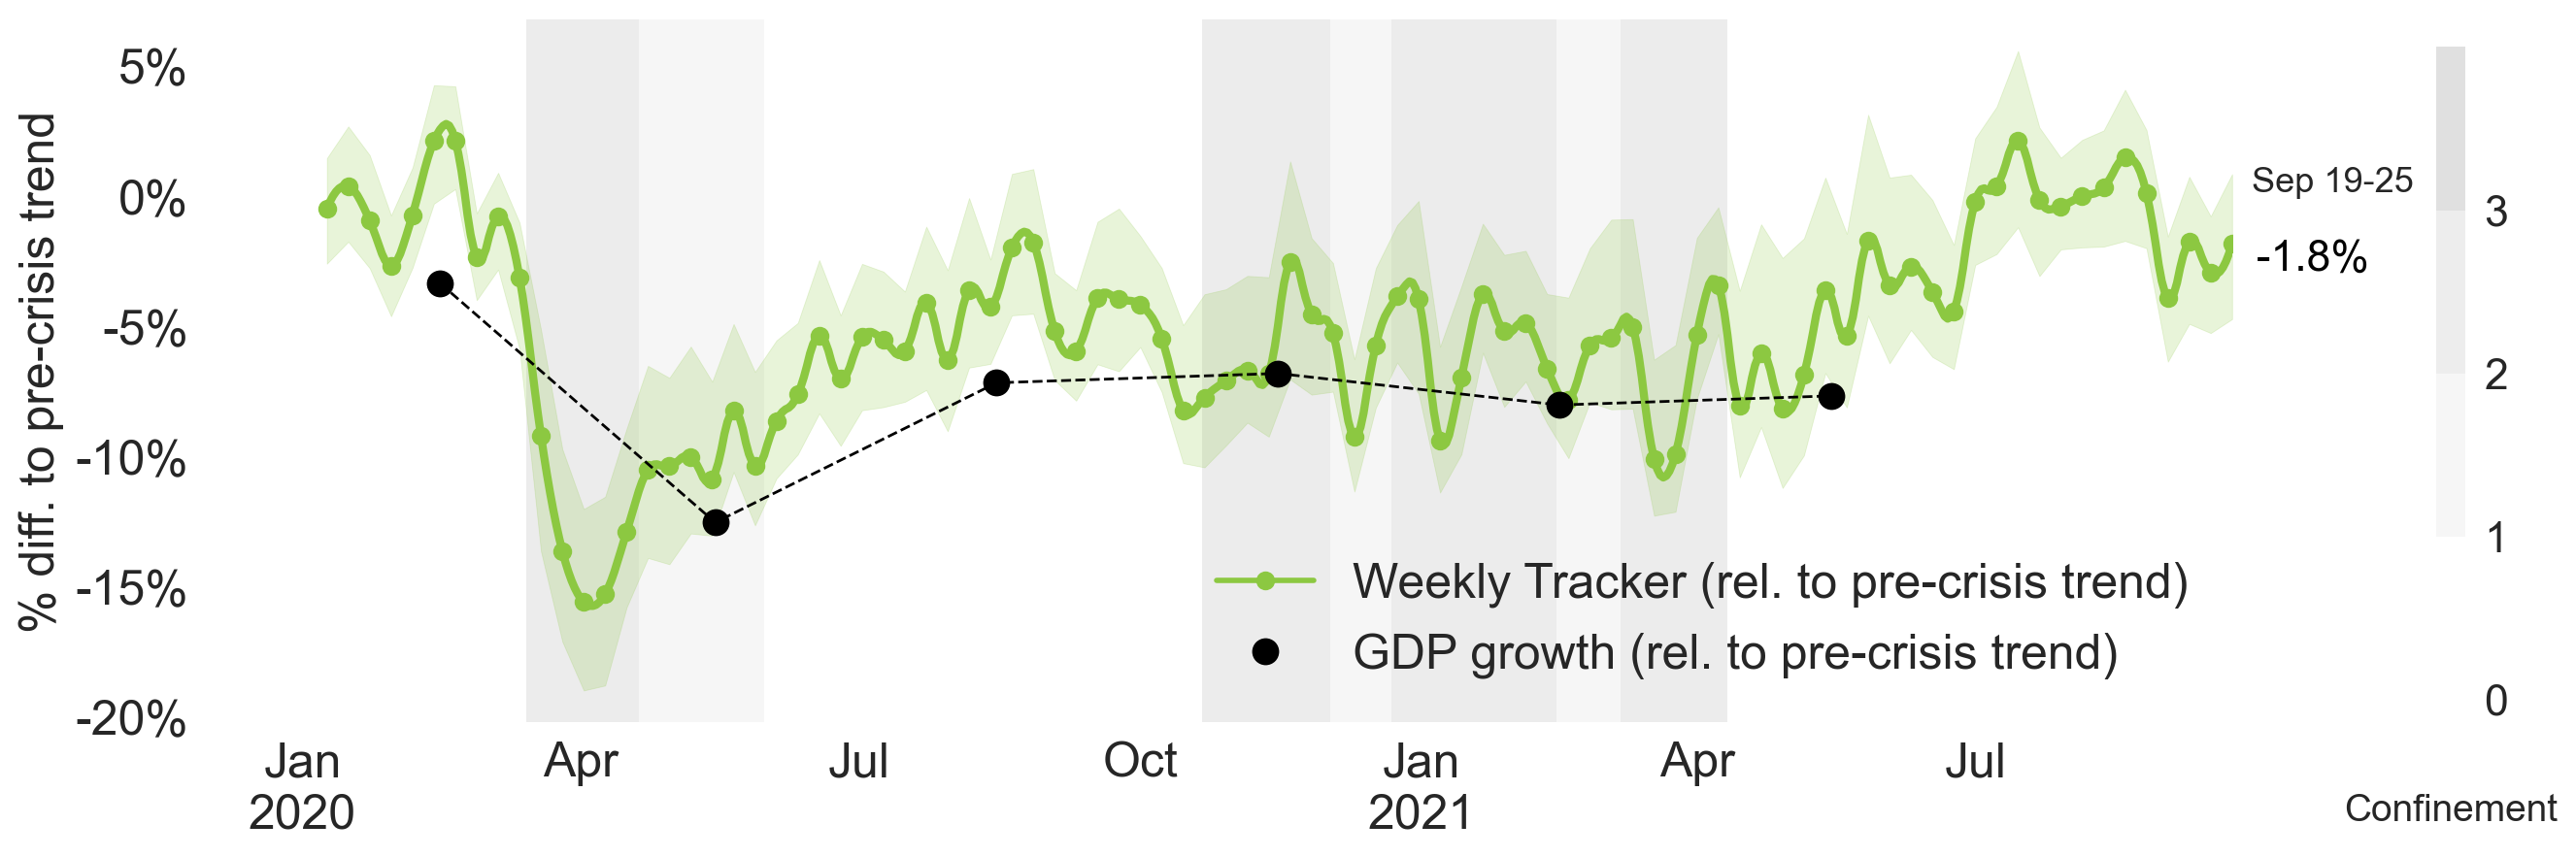 % diff. to pre-crisis trend
5%
0%
-5%
-10%
-15%
-20%
Jan
2020
Apr
Jul
Oct
Jan
2021
Apr
Jul
Weekly Tracker (rel. to pre-crisis trend)
GDP growth (rel. to pre-crisis trend)
Sep 19-25
-1.8%
3
2
1
0
Confinement